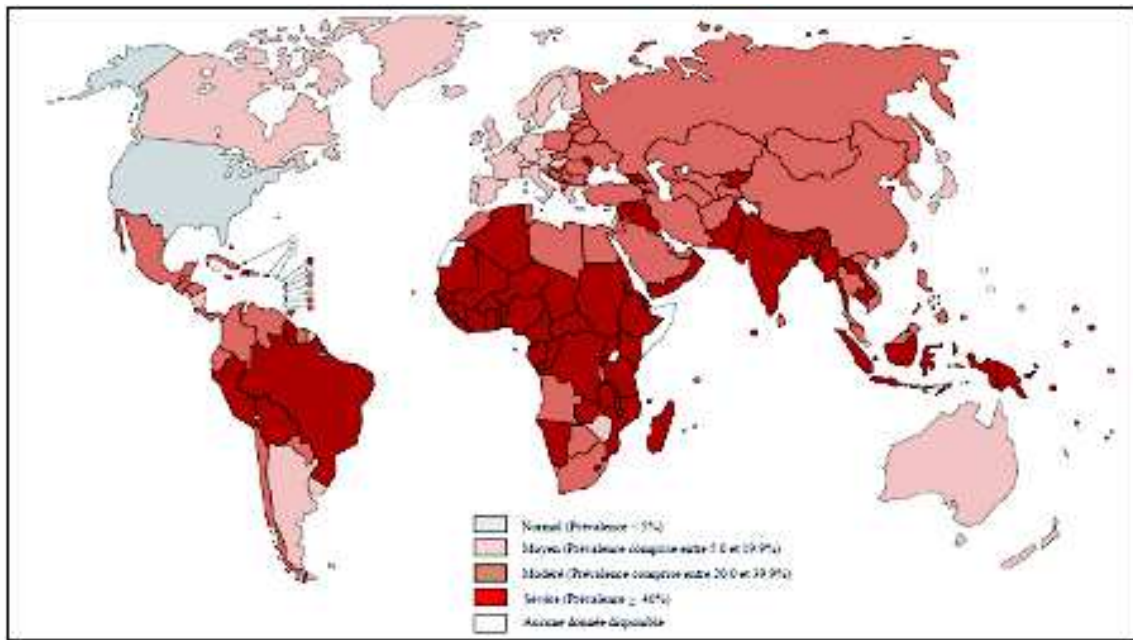 Normal (Prévalence < 5%)
Moyen (Prévalence comprise entre 5.0 et 19.9%)
Modéré (Prévalence comprise entre 20.0 et 39.9%)
Sévère (Prévalence ≥ 40%)
Aucune donnée disponible